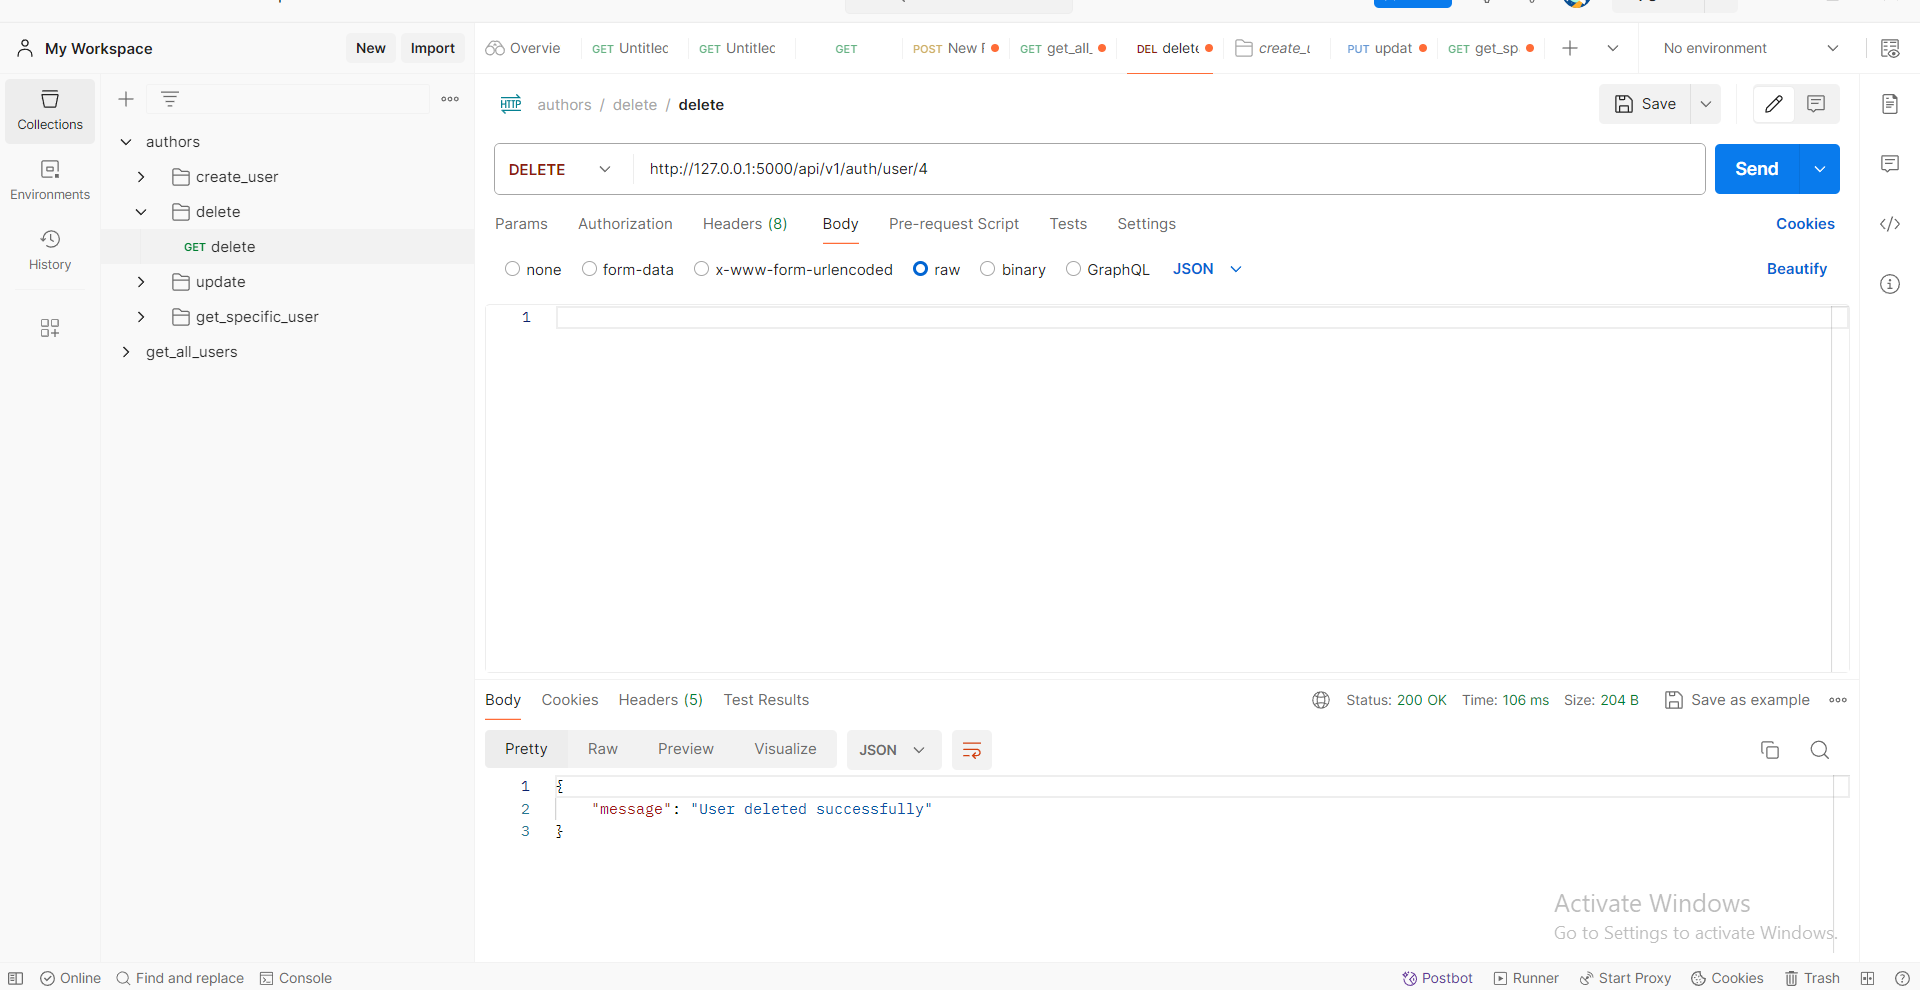 My Workspace
New
Import
Overvie
GET Untitlec
GET Untitlec
GET
POST New F
GET get_all_
DEL delete
create_u
PUT updat
GET get_sp
No environment
Collections
Environments
History
authors
create_user
delete
GET delete
update
get_specific_user
get_all_users
HTTP authors / delete / delete
Save
DELETE
http://127.0.0.1:5000/api/v1/auth/user/4
Send
Params Authorization Headers (8) Body Pre-request Script Tests Settings
Cookies
none form-data x-www-form-urlencoded raw binary GraphQL JSON
Beautify
1
Body Cookies Headers (5) Test Results
Status: 200 OK Time: 106 ms Size: 204 B
Save as example
Pretty Raw Preview Visualize JSON
1 {
2 "message": "User deleted successfully"
3 }
Activate Windows
Go to Settings to activate Windows.
Online Find and replace Console
Postbot Runner Start Proxy Cookies Trash